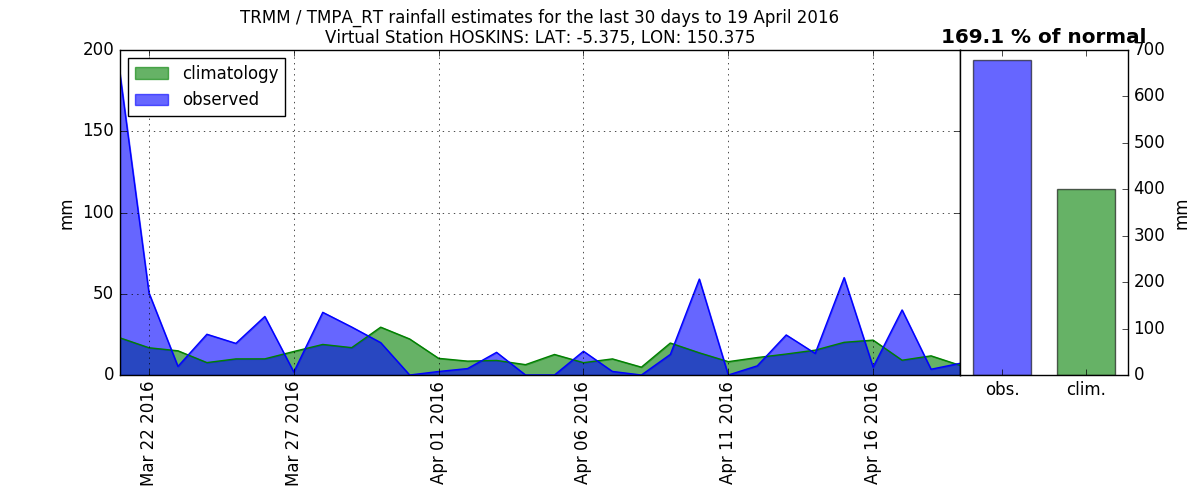 TRMM / TMPA_RT rainfall estimates for the last 30 days to 19 April 2016
Virtual Station HOSKINS: LAT: -5.375, LON: 150.375
169.1 % of normal
climatology
observed
200
150
100
50
0
mm
Mar 22 2016
Mar 27 2016
Apr 01 2016
Apr 06 2016
Apr 11 2016
Apr 16 2016
700
600
500
400
300
200
100
0
mm
obs.
clim.